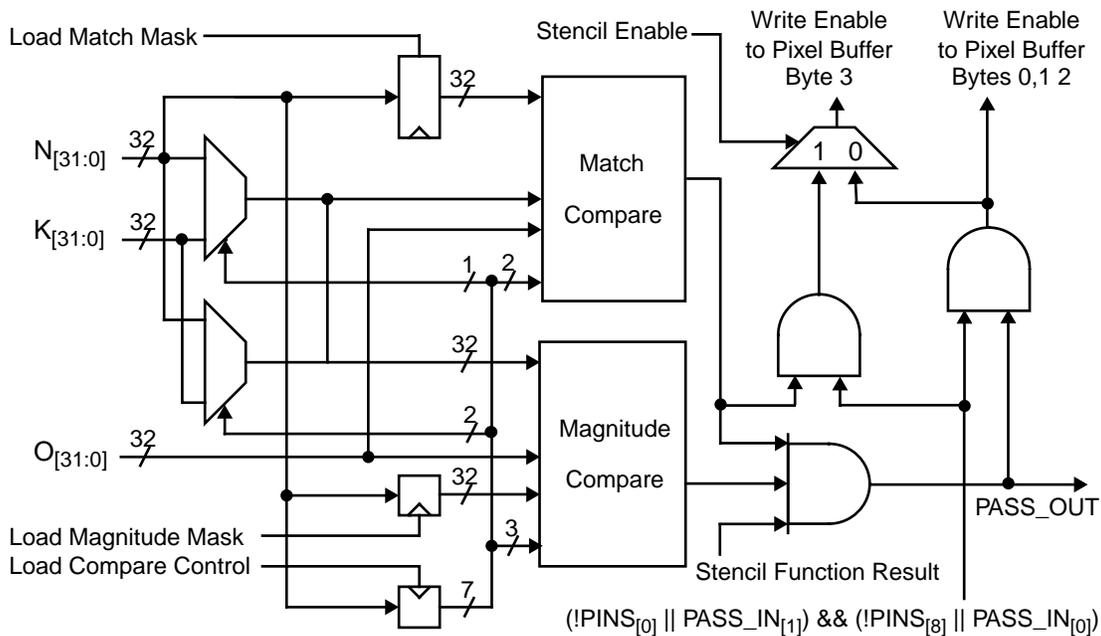 Load Match Mask
Stencil Enable
Write Enable
to Pixel Buffer
Byte 3
Write Enable
to Pixel Buffer
Bytes 0,1 2
32
N[31:0]
32
K[31:0]
32
Match
Compare
1 0
1
2
32
2
O[31:0]
32
32
3
Magnitude
Compare
PASS_OUT
Load Magnitude Mask
Load Compare Control
7
Stencil Function Result
(!PINS[0] || PASS_IN[1]) && (!PINS[8] || PASS_IN[0])